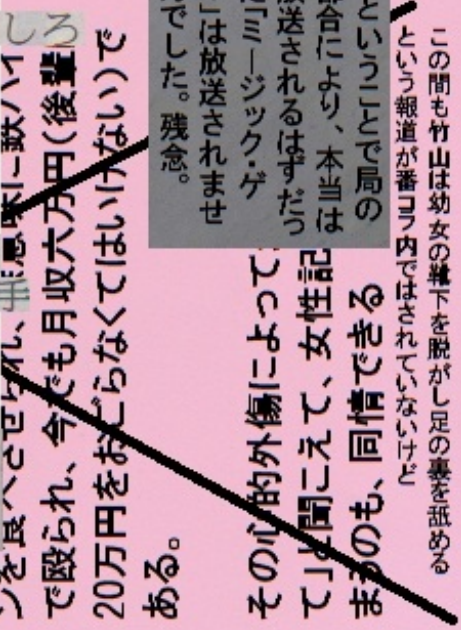 この間も竹山は幼女の靴下を脱がし足の裏を舐める
という報道が番コラ内ではされていないけど
ということで局の
都合により、本当は
放送されるはずだっ
「ミージック・ゲ
」は放送されませ
でした。残念。
まるのも、同情できる
て」と聞こえて、女性記
その心的外傷によって
ある。
20万円をおごらなくてはいけない)で
で殴られ、今でも月収六万円(後輩
しろ
手